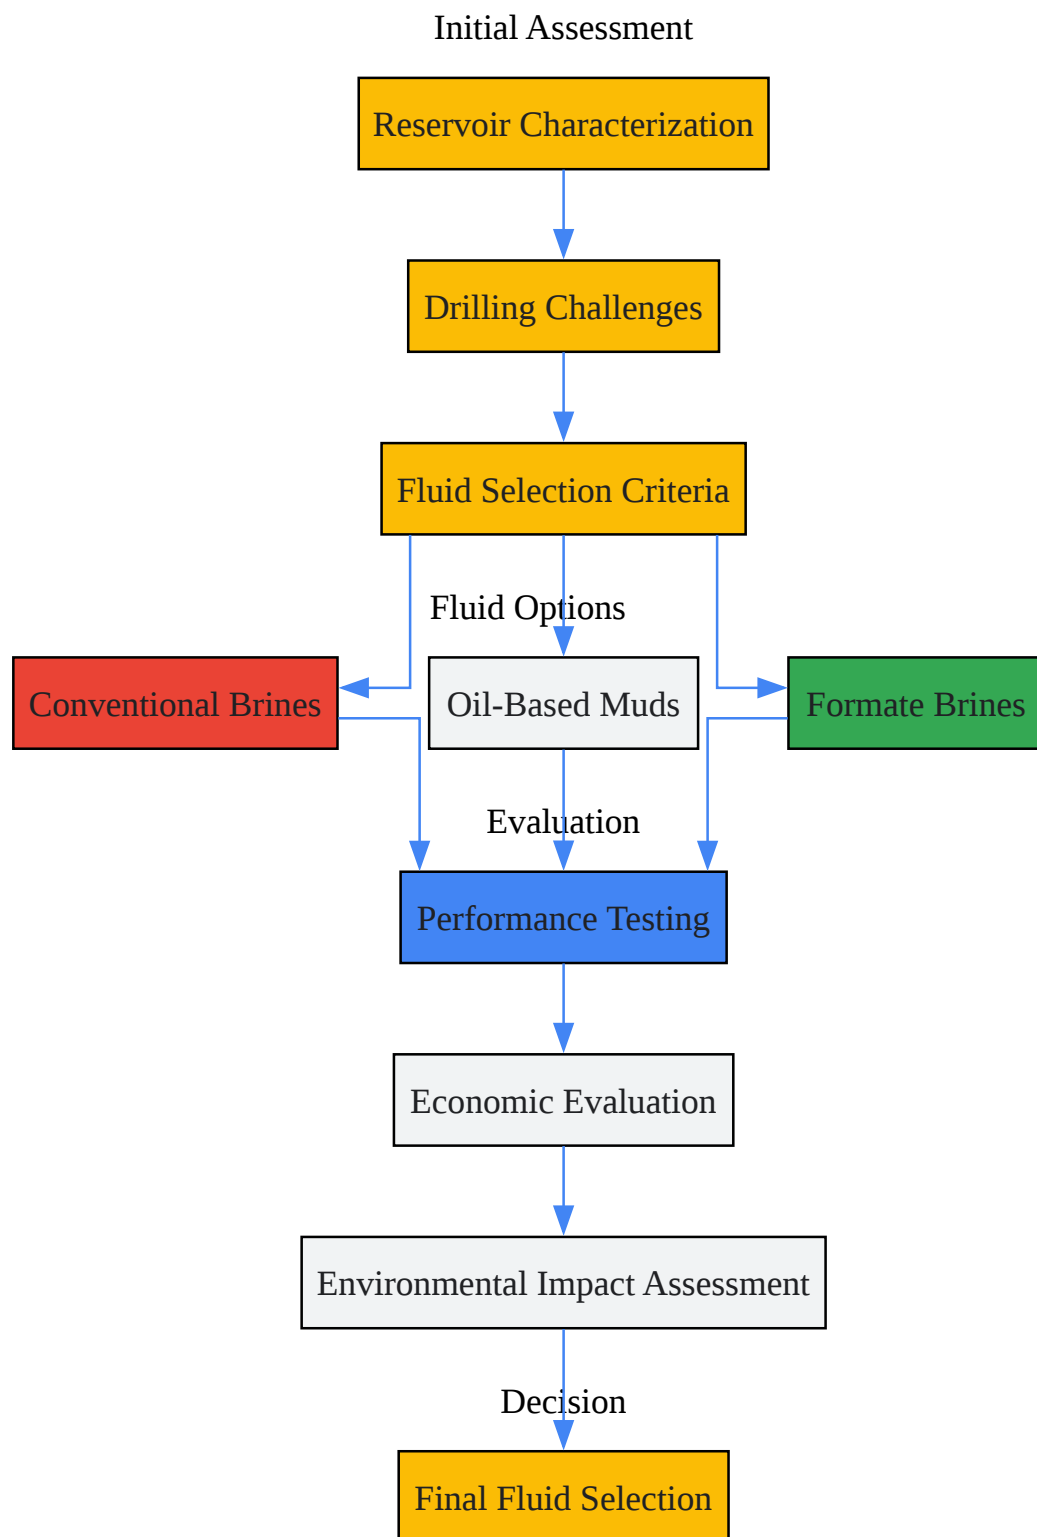 Initial Assessment
Reservoir Characterization
Drilling Challenges
Fluid Selection Criteria
Fluid Options
Conventional Brines
Oil-Based Muds
Formate Brines
Evaluation
Performance Testing
Economic Evaluation
Environmental Impact Assessment
Decision
Final Fluid Selection